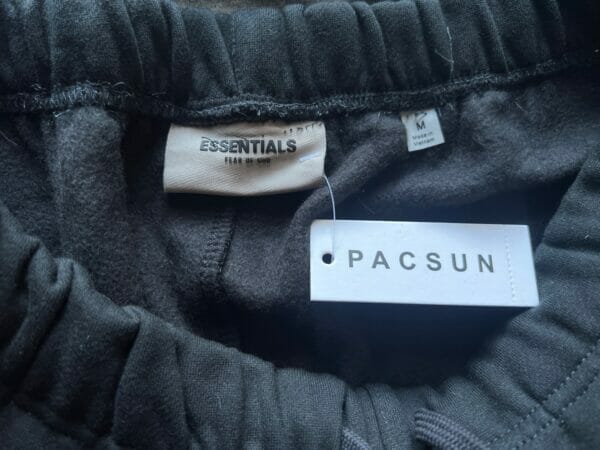 ESSENTIALS
FEAR OF GOD
M
Made in
Vietnam
PACSUN